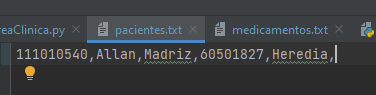 reaClinica.py pacientes.txt medicamentos.txt
111010540,Allan,Madriz,60501827,Heredia,